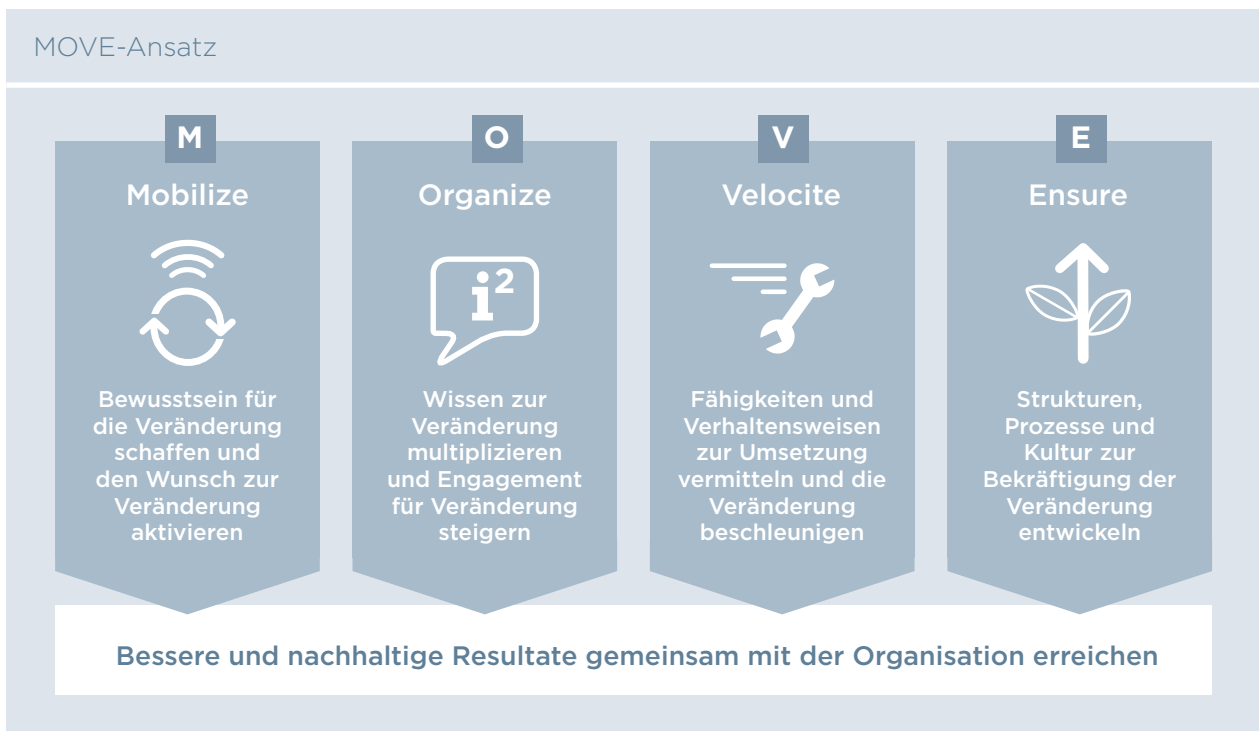 MOVE-Ansatz
M
Mobilize
Bewusstsein für
die Veränderung
schaffen und
den Wunsch zur
Veränderung
aktivieren
O
Organize
i²
Wissen zur
Veränderung
multiplizieren
und Engagement
für Veränderung
steigern
V
Velocite
Fähigkeiten und
Verhaltensweisen
zur Umsetzung
vermitteln und die
Veränderung
beschleunigen
E
Ensure
Strukturen,
Prozesse und
Kultur zur
Bekräftigung der
Veränderung
entwickeln
Bessere und nachhaltige Resultate gemeinsam mit der Organisation erreichen